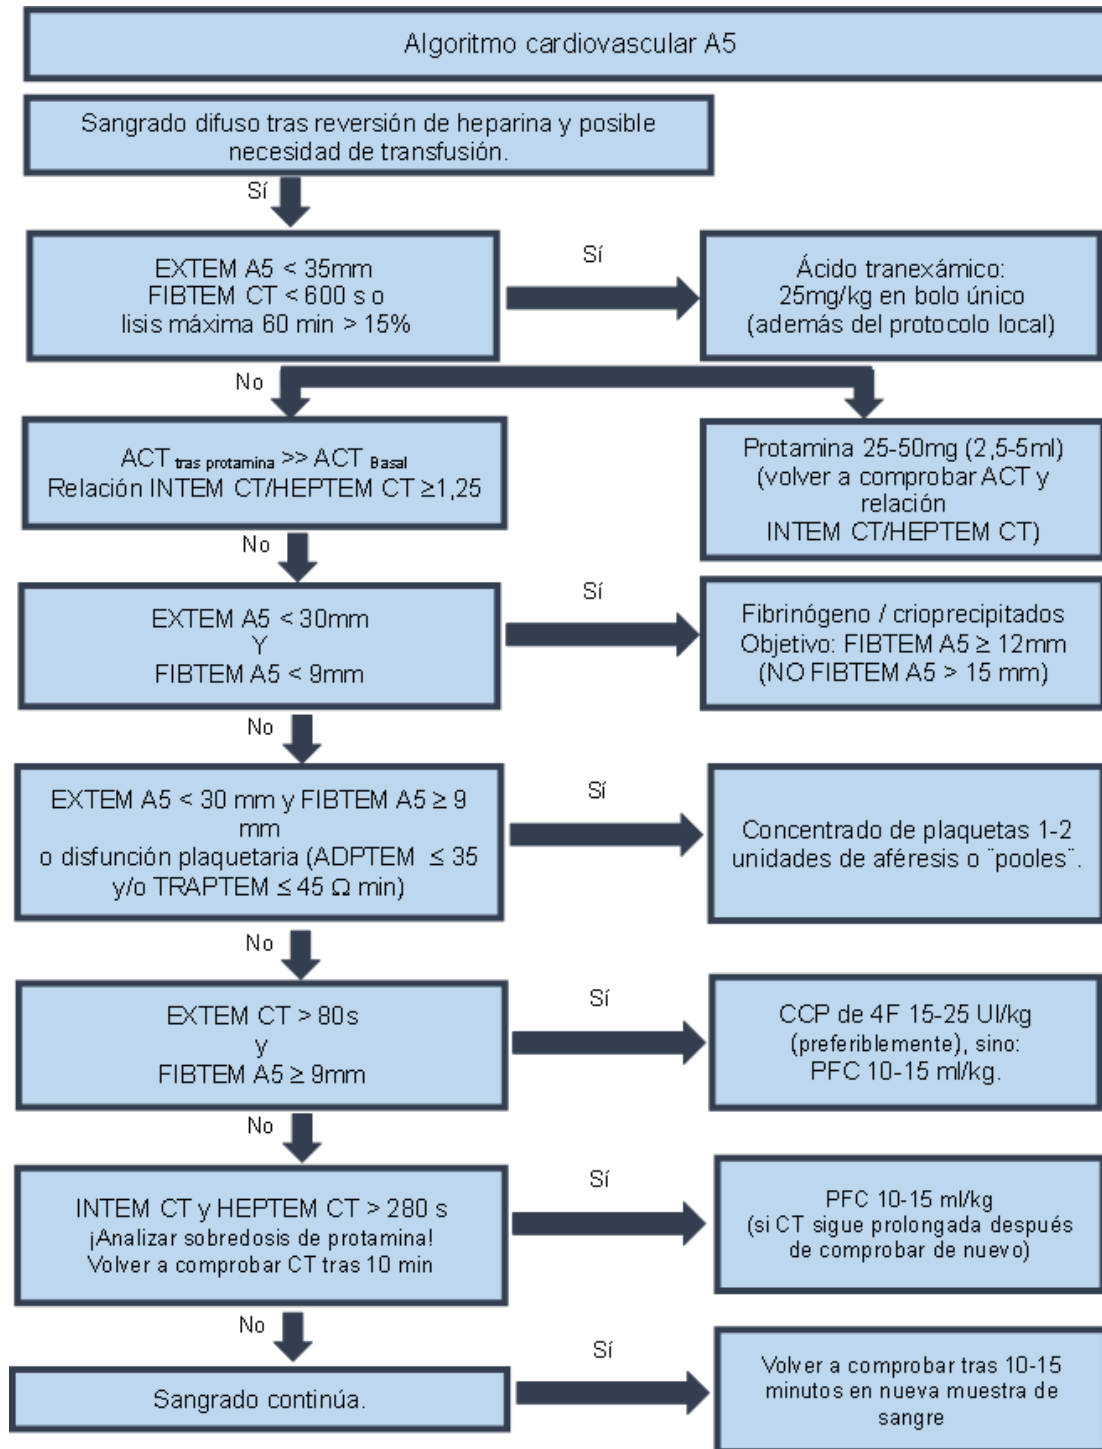 Algoritmo cardiovascular A5
Sangrado difuso tras reversión de heparina y posible
necesidad de transfusión.
Sí
EXTEM A5 < 35mm
FIBTEM CT < 600 s o
lisis máxima 60 min > 15%
Sí
Ácido tranexámico:
25mg/kg en bolo único
(además del protocolo local)
No
ACT tras protamina >> ACT Basal
Relación INTEM CT/HEPTEM CT ≥1,25
Protamina 25-50mg (2,5-5ml)
(volver a comprobar ACT y
relación
INTEM CT/HEPTEM CT)
No
EXTEM A5 < 30mm
Y
FIBTEM A5 < 9mm
Sí
Fibrinógeno / crioprecipitados
Objetivo: FIBTEM A5 ≥ 12mm
(NO FIBTEM A5 > 15 mm)
No
EXTEM A5 < 30 mm y FIBTEM A5 ≥ 9
mm
o disfunción plaquetaria (ADPTEM ≤ 35
y/o TRAPTEM ≤ 45 Ω min)
Sí
Concentrado de plaquetas 1-2
unidades de aféresis o ¨pooles¨.
No
EXTEM CT > 80s
y
FIBTEM A5 ≥ 9mm
Sí
CCP de 4F 15-25 UI/kg
(preferiblemente), sino:
PFC 10-15 ml/kg.
No
INTEM CT y HEPTEM CT > 280 s
¡Analizar sobredosis de protamina!
Volver a comprobar CT tras 10 min
Sí
PFC 10-15 ml/kg
(si CT sigue prolongada después
de comprobar de nuevo)
No
Sangrado continúa.
Sí
Volver a comprobar tras 10-15
minutos en nueva muestra de
sangre